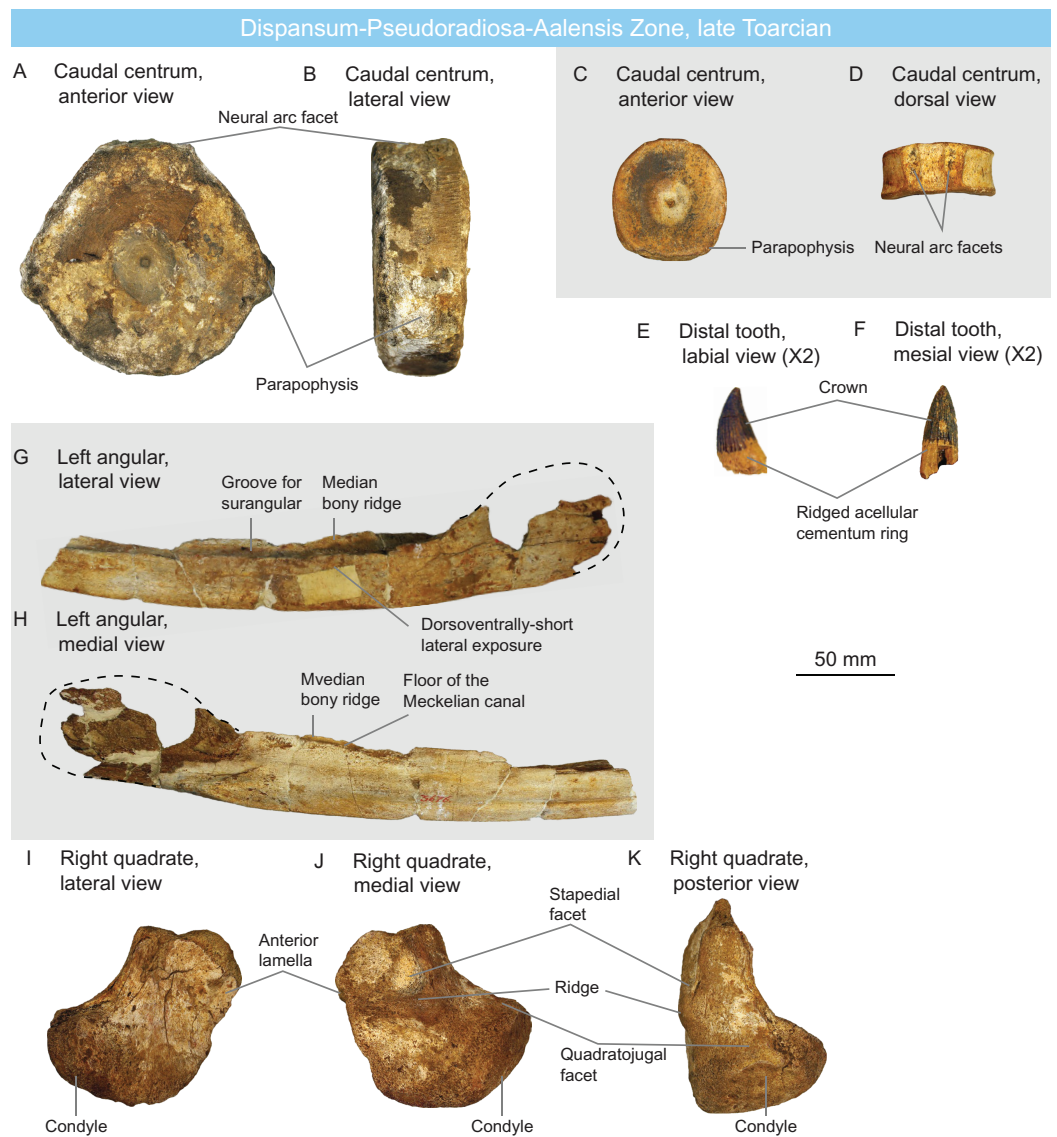 Dispansum-Pseudoradiosa-Aalensis Zone, late Toarcian
A Caudal centrum,
anterior view
B Caudal centrum,
lateral view
Neural arc facet
Parapophysis
C Caudal centrum,
anterior view
D Caudal centrum,
dorsal view
Parapophysis
Neural arc facets
E Distal tooth,
labial view (X2)
F Distal tooth,
mesial view (X2)
Crown
Ridged acellular
cementum ring
G Left angular,
lateral view
Groove for
surangular
Median
bony ridge
Dorsoventrally-short
lateral exposure
H Left angular,
medial view
Mvedian
bony ridge
Floor of the
Meckelian canal
50 mm
I Right quadrate,
lateral view
J Right quadrate,
medial view
K Right quadrate,
posterior view
Anterior
lamella
Stapedial
facet
Ridge
Quadratojugal
facet
Condyle
Condyle
Condyle